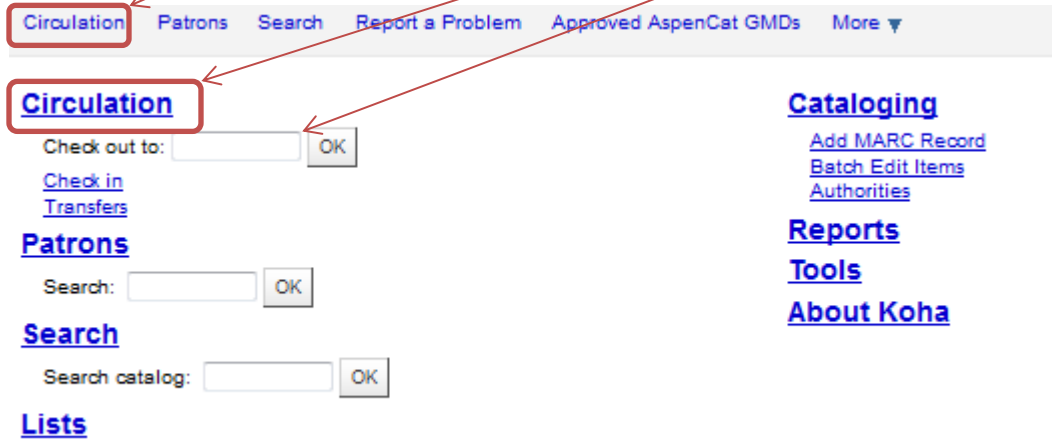 Circulation Patrons Search Report a Problem Approved AspenCat GMDs More
Circulation
Check out to: OK
Check in
Transfers
Patrons
Search: OK
Search
Search catalog: OK
Lists
Cataloging
Add MARC Record
Batch Edit Items
Authorities
Reports
Tools
About Koha